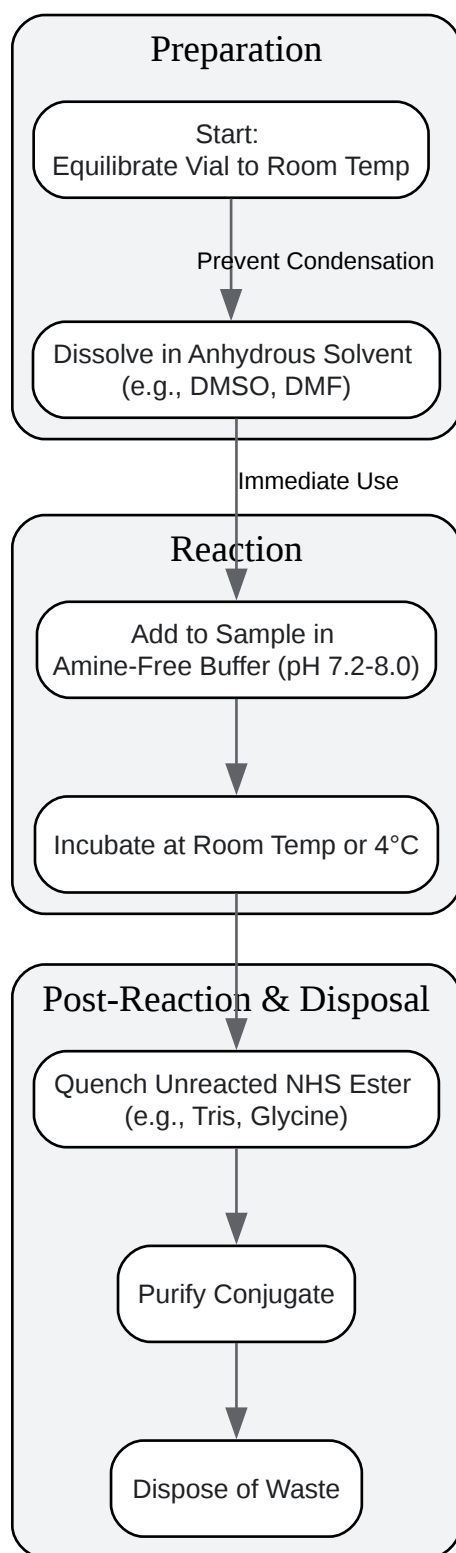 Preparation
Start:
Equilibrate Vial to Room Temp
Prevent Condensation
Dissolve in Anhydrous Solvent
(e.g., DMSO, DMF)
Immediate Use
Reaction
Add to Sample in
Amine-Free Buffer (pH 7.2-8.0)
Incubate at Room Temp or 4°C
Post-Reaction & Disposal
Quench Unreacted NHS Ester
(e.g., Tris, Glycine)
Purify Conjugate
Dispose of Waste